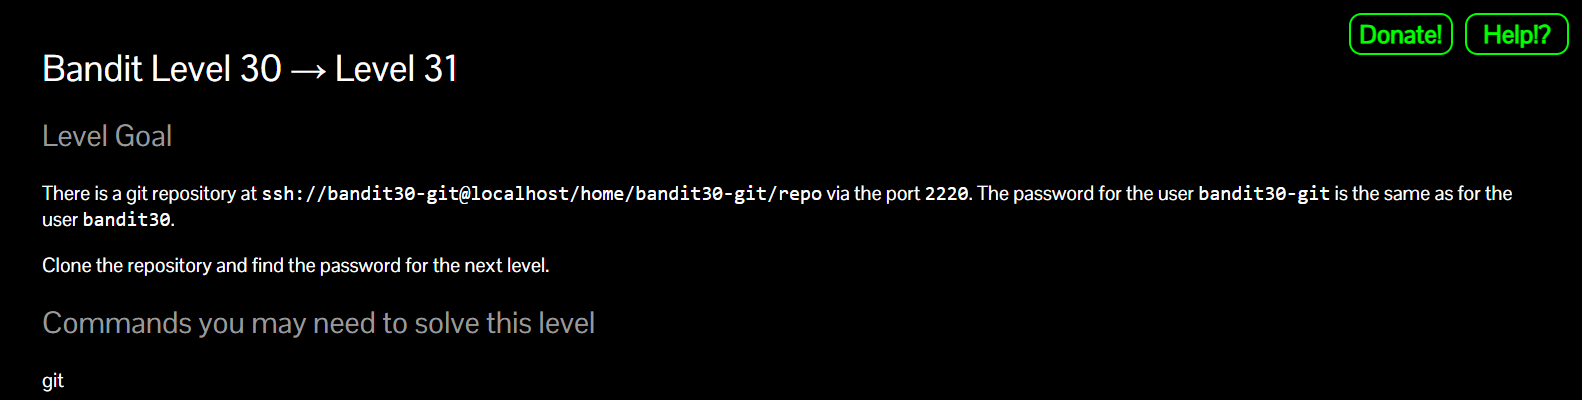 Donate! Help!?
Bandit Level 30 → Level 31
Level Goal
There is a git repository at ssh://bandit30-git@localhost/home/bandit30-git/repo via the port 2220. The password for the user bandit30-git is the same as for the
user bandit30.
Clone the repository and find the password for the next level.
Commands you may need to solve this level
git